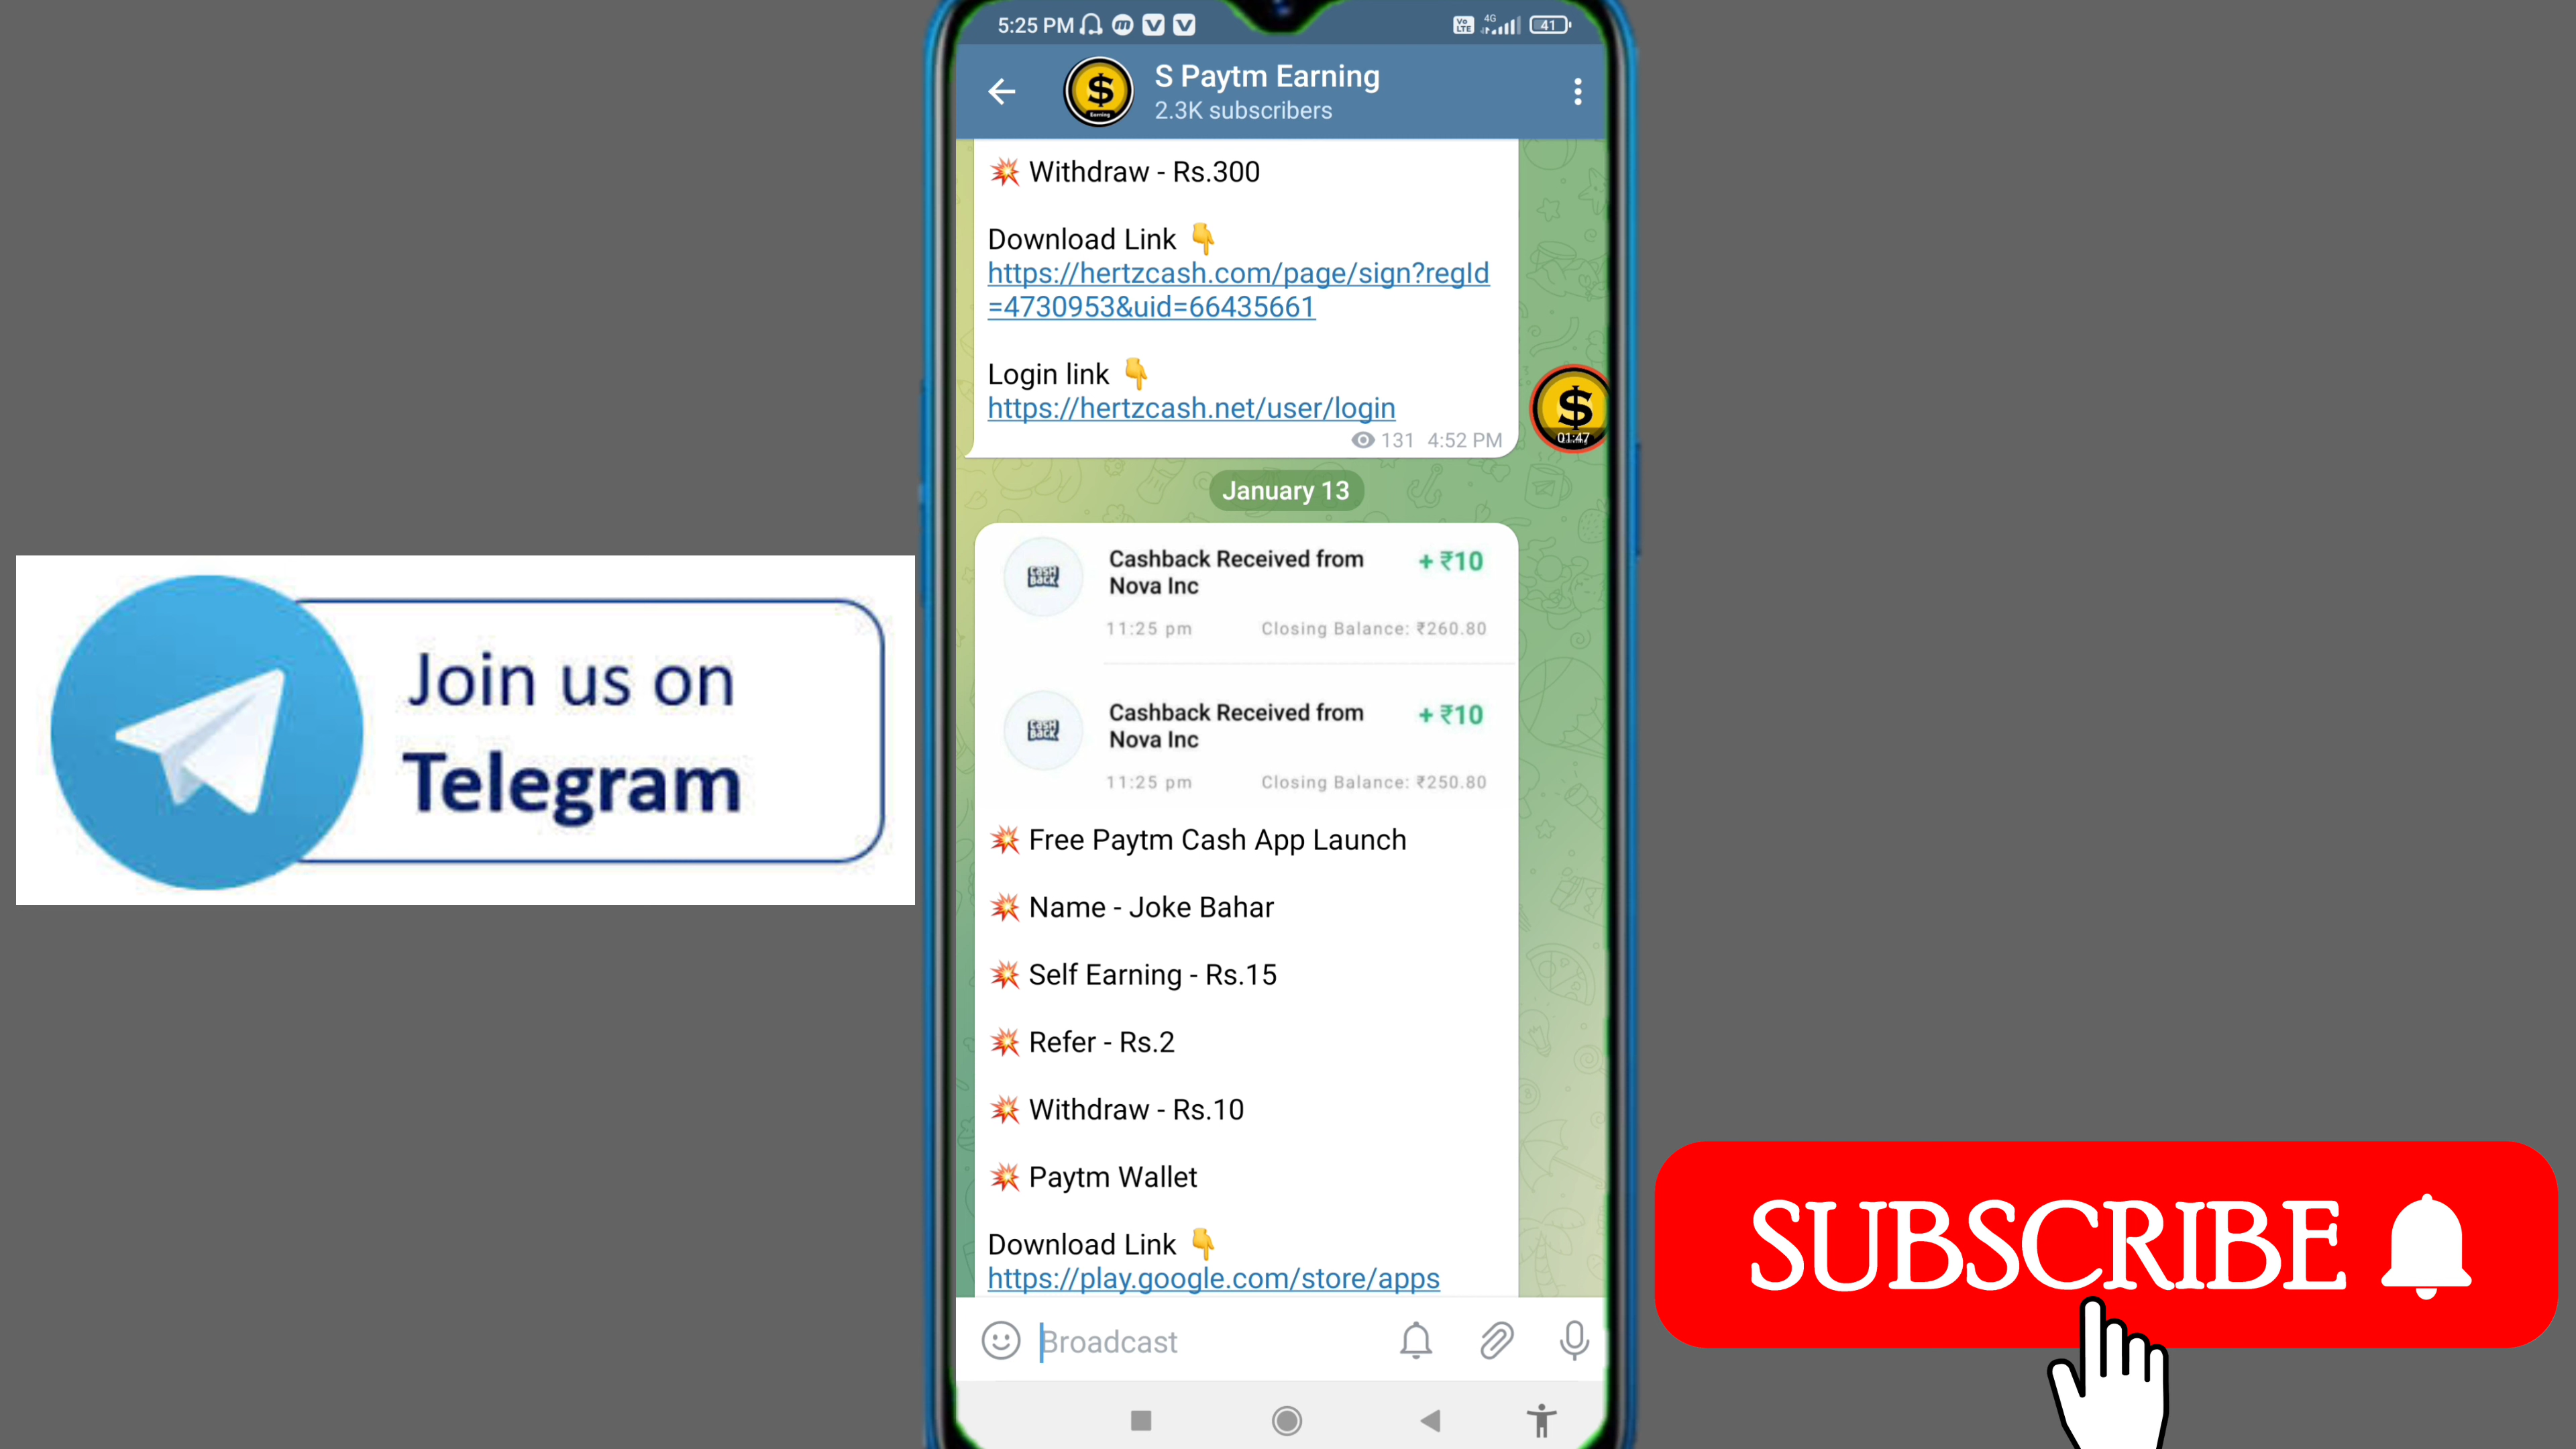 5:25 PM
Vo LTE 4G 41
S Paytm Earning
2.3K subscribers
💥 Withdraw - Rs.300
Download Link 👇
https://hertzcash.com/page/sign?regId
=4730953&uid=66435661
Login link 👇
https://hertzcash.net/user/login
131 4:52 PM
01:47
January 13
Cashback Received from
Nova Inc
+ ₹10
11:25 pm Closing Balance: ₹260.80
Cashback Received from
Nova Inc
+ ₹10
11:25 pm Closing Balance: ₹250.80
💥 Free Paytm Cash App Launch
💥 Name - Joke Bahar
💥 Self Earning - Rs.15
💥 Refer - Rs.2
💥 Withdraw - Rs.10
💥 Paytm Wallet
Download Link 👇
https://play.google.com/store/apps
Broadcast
Join us on
Telegram
SUBSCRIBE